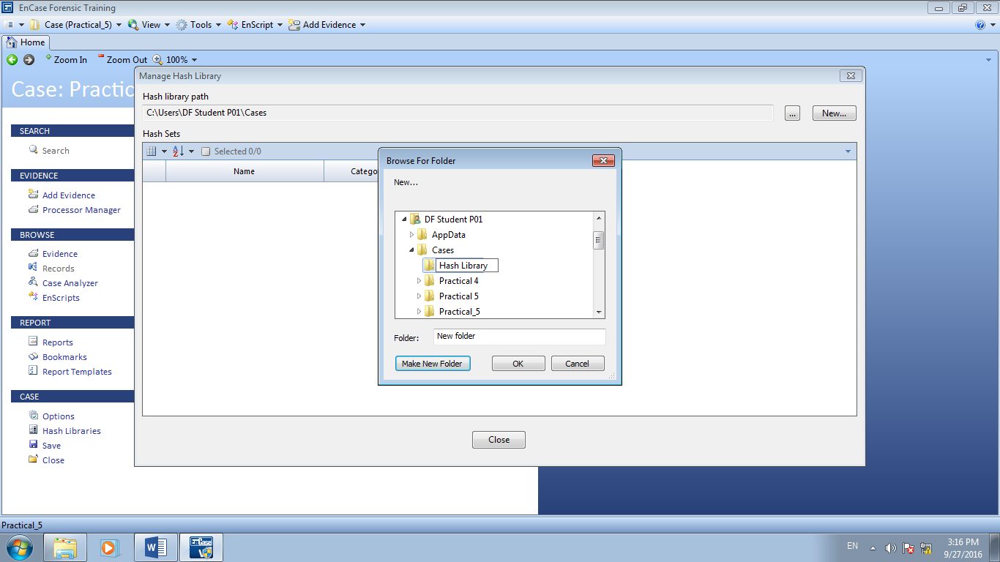 EnCase Forensic Training
Case (Practical_5) View Tools EnScript Add Evidence
Home
Zoom In Zoom Out 100%
Case: Practic
Manage Hash Library
Hash library path
C:\Users\DF Student P01\Cases
... New...
Hash Sets
Selected 0/0
Name Catego
SEARCH
Search
EVIDENCE
Add Evidence
Processor Manager
BROWSE
Evidence
Records
Case Analyzer
EnScripts
REPORT
Reports
Bookmarks
Report Templates
CASE
Options
Hash Libraries
Save
Close
Browse For Folder
New...
DF Student P01
AppData
Cases
Hash Library
Practical 4
Practical 5
Practical_5
Folder: New folder
Make New Folder OK Cancel
Close
Practical_5
EN
3:16 PM
9/27/2016